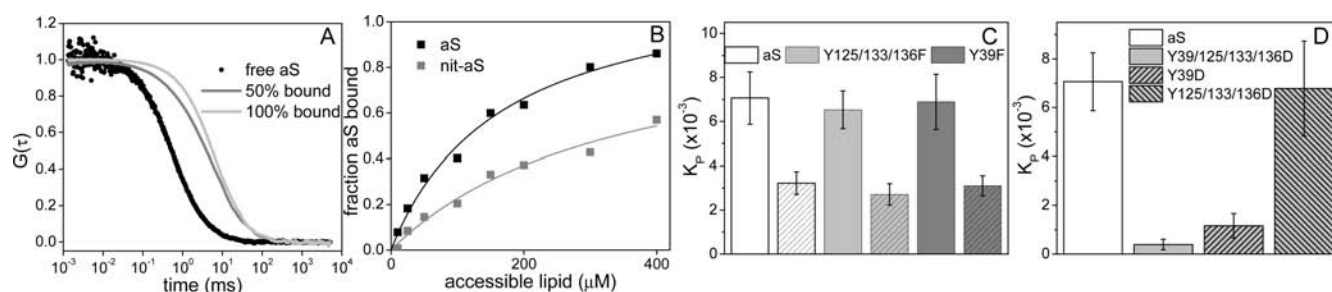 A
G(τ)
1.2
1.0
0.8
0.6
0.4
0.2
0.0
free aS
50% bound
100% bound
10⁻³ 10⁻² 10⁻¹ 10⁰ 10¹ 10² 10³ 10⁴
time (ms)
B
fraction aS bound
0.8
0.6
0.4
0.2
0.0
aS
nit-aS
0 200 400
accessible lipid (μM)
C
K_P (x10⁻³)
10
8
6
4
2
0
aS Y125/133/136F Y39F
D
K_P (x10⁻³)
8
6
4
2
0
aS
Y39/125/133/136D
Y39D
Y125/133/136D